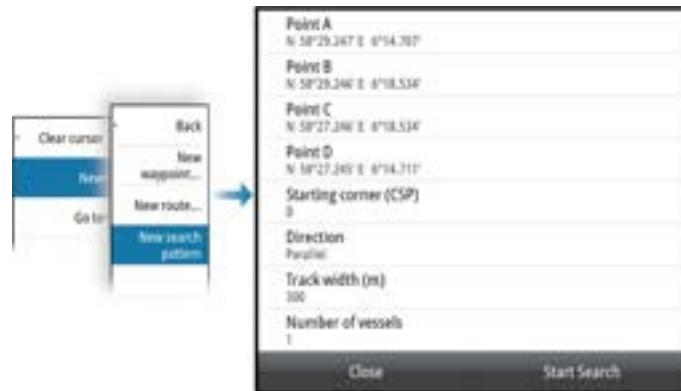 Clear cursor
New
Go to
Back
New
waypoint...
New route...
New search
pattern
Point A
N 58°29.247' E 6°14.707'
Point B
N 58°29.246' E 6°18.534'
Point C
N 58°27.246' E 6°18.534'
Point D
N 58°27.245' E 6°14.711'
Starting corner (CSP)
D
Direction
Parallel
Track width (m)
300
Number of vessels
1
Close
Start Search